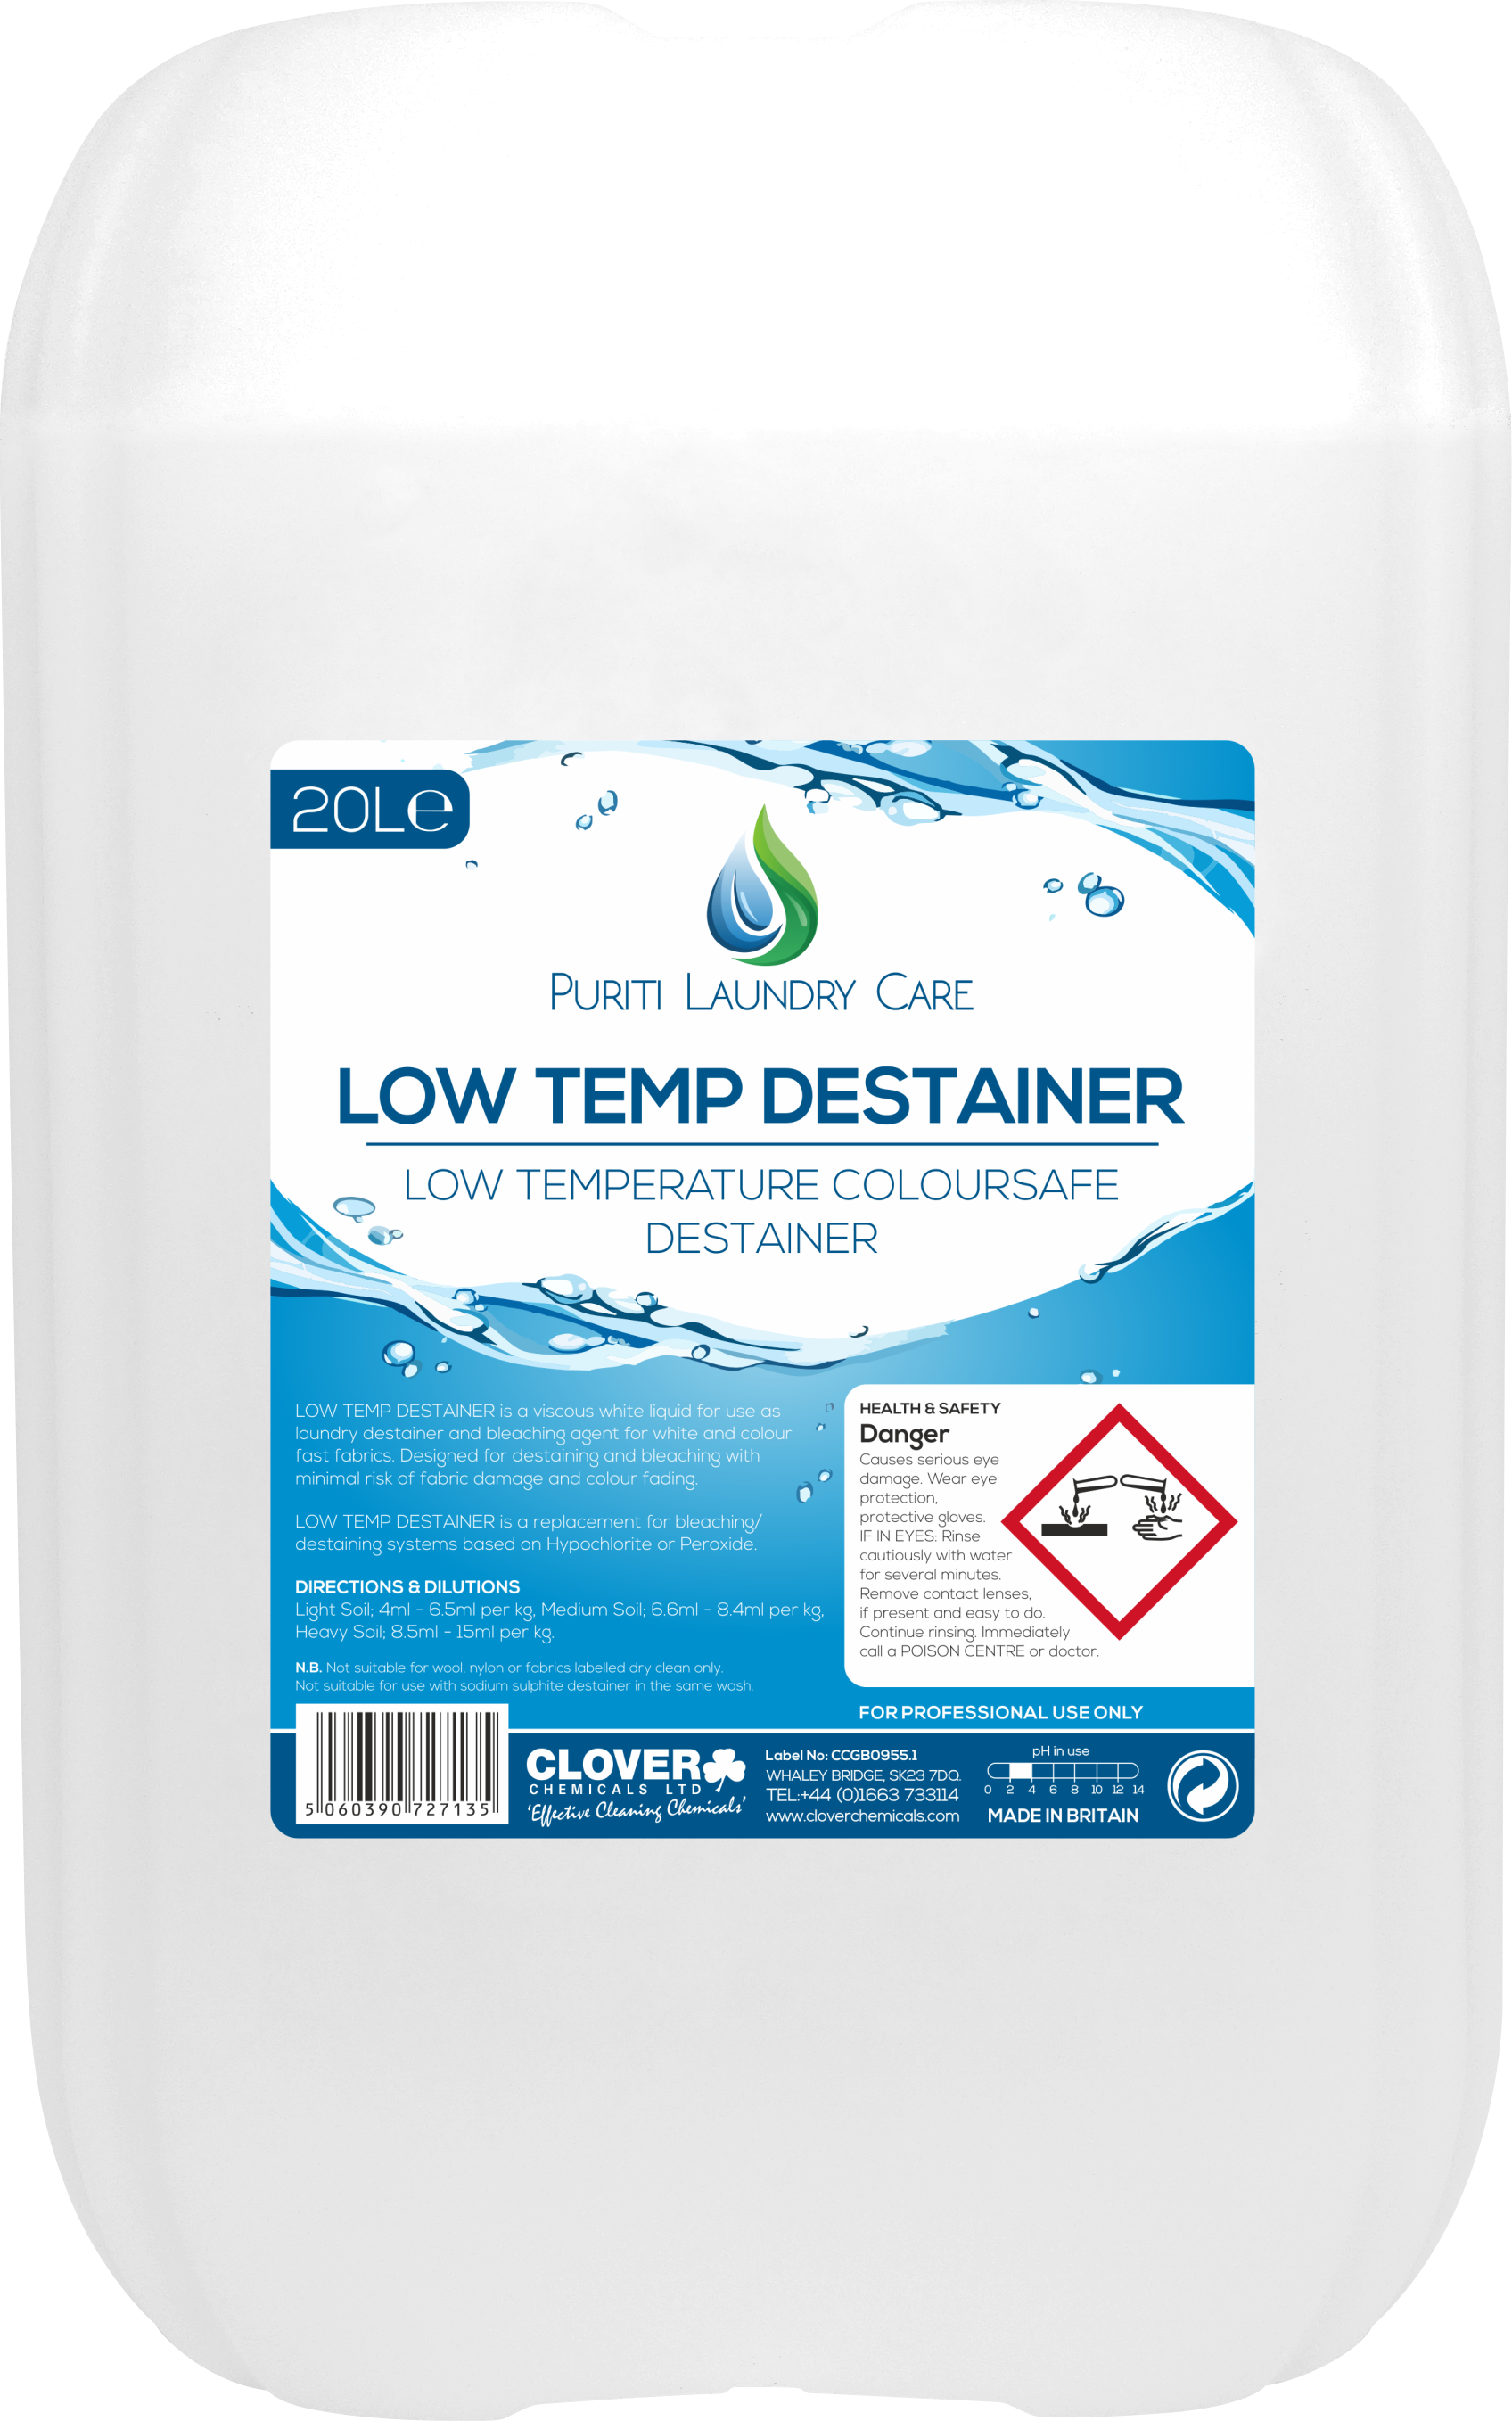 20Le
PURITI LAUNDRY CARE
LOW TEMP DESTAINER
LOW TEMPERATURE COLOURSAFE
DESTAINER
LOW TEMP DESTAINER is a viscous white liquid for use as
laundry destainer and bleaching agent for white and colour
fast fabrics. Designed for destaining and bleaching with
minimal risk of fabric damage and colour fading.
LOW TEMP DESTAINER is a replacement for bleaching/
destaining systems based on Hypochlorite or Peroxide.
DIRECTIONS & DILUTIONS
Light Soil; 4ml - 6.5ml per kg, Medium Soil; 6.6ml - 8.4ml per kg,
Heavy Soil; 8.5ml - 15ml per kg.
N.B. Not suitable for wool, nylon or fabrics labelled dry clean only.
Not suitable for use with sodium sulphite destainer in the same wash.
HEALTH & SAFETY
Danger
Causes serious eye
damage. Wear eye
protection,
protective gloves.
IF IN EYES: Rinse
cautiously with water
for several minutes.
Remove contact lenses,
if present and easy to do.
Continue rinsing. Immediately
call a POISON CENTRE or doctor.
FOR PROFESSIONAL USE ONLY
5 060390 727135
CLOVER
CHEMICALS LTD
'Effective Cleaning Chemicals'
Label No: CCGB0955.1
WHALEY BRIDGE, SK23 7DQ.
TEL:+44 (0)1663 733114
www.cloverchemicals.com
pH in use
0 2 4 6 8 10 12 14
MADE IN BRITAIN